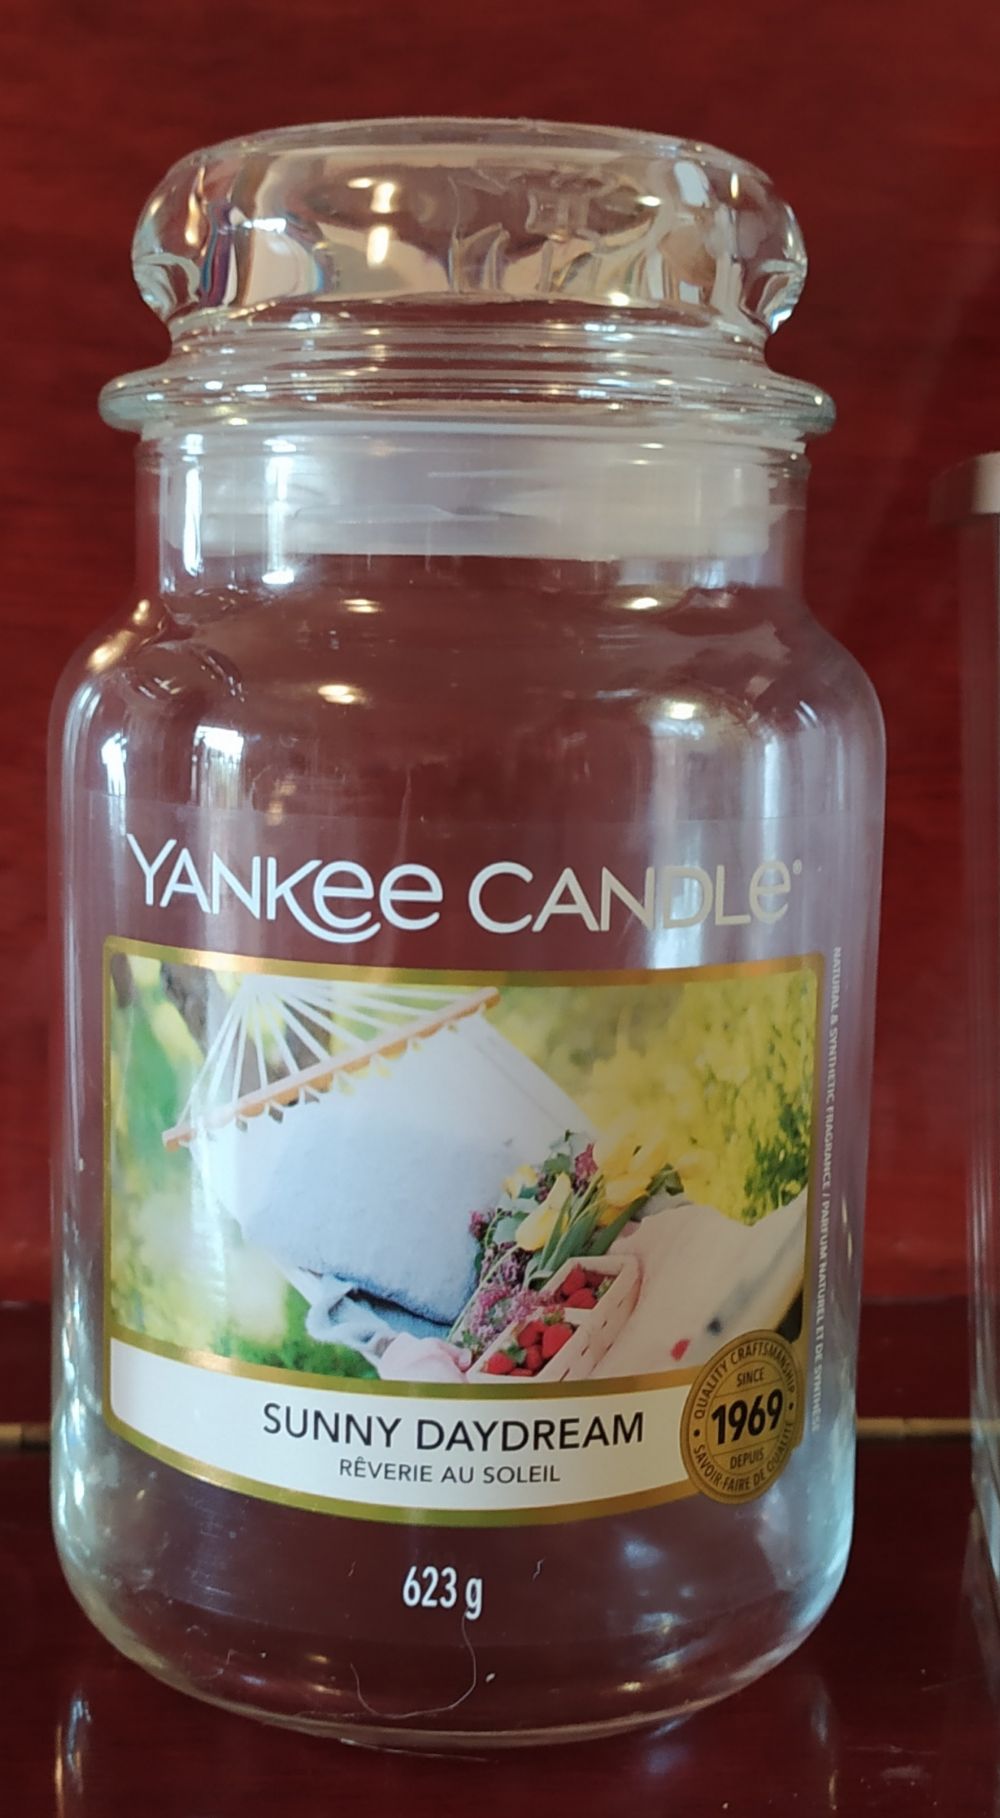 YANKEE CANDLE®
NATURAL & SYNTHETIC FRAGRANCE / PARFUM NATUREL ET DE SYNTHÈSE
SUNNY DAYDREAM
RÊVERIE AU SOLEIL
QUALITY CRAFTSMANSHIP
SINCE
1969
DEPUIS
SAVOIR-FAIRE DE QUALITÉ
623 g